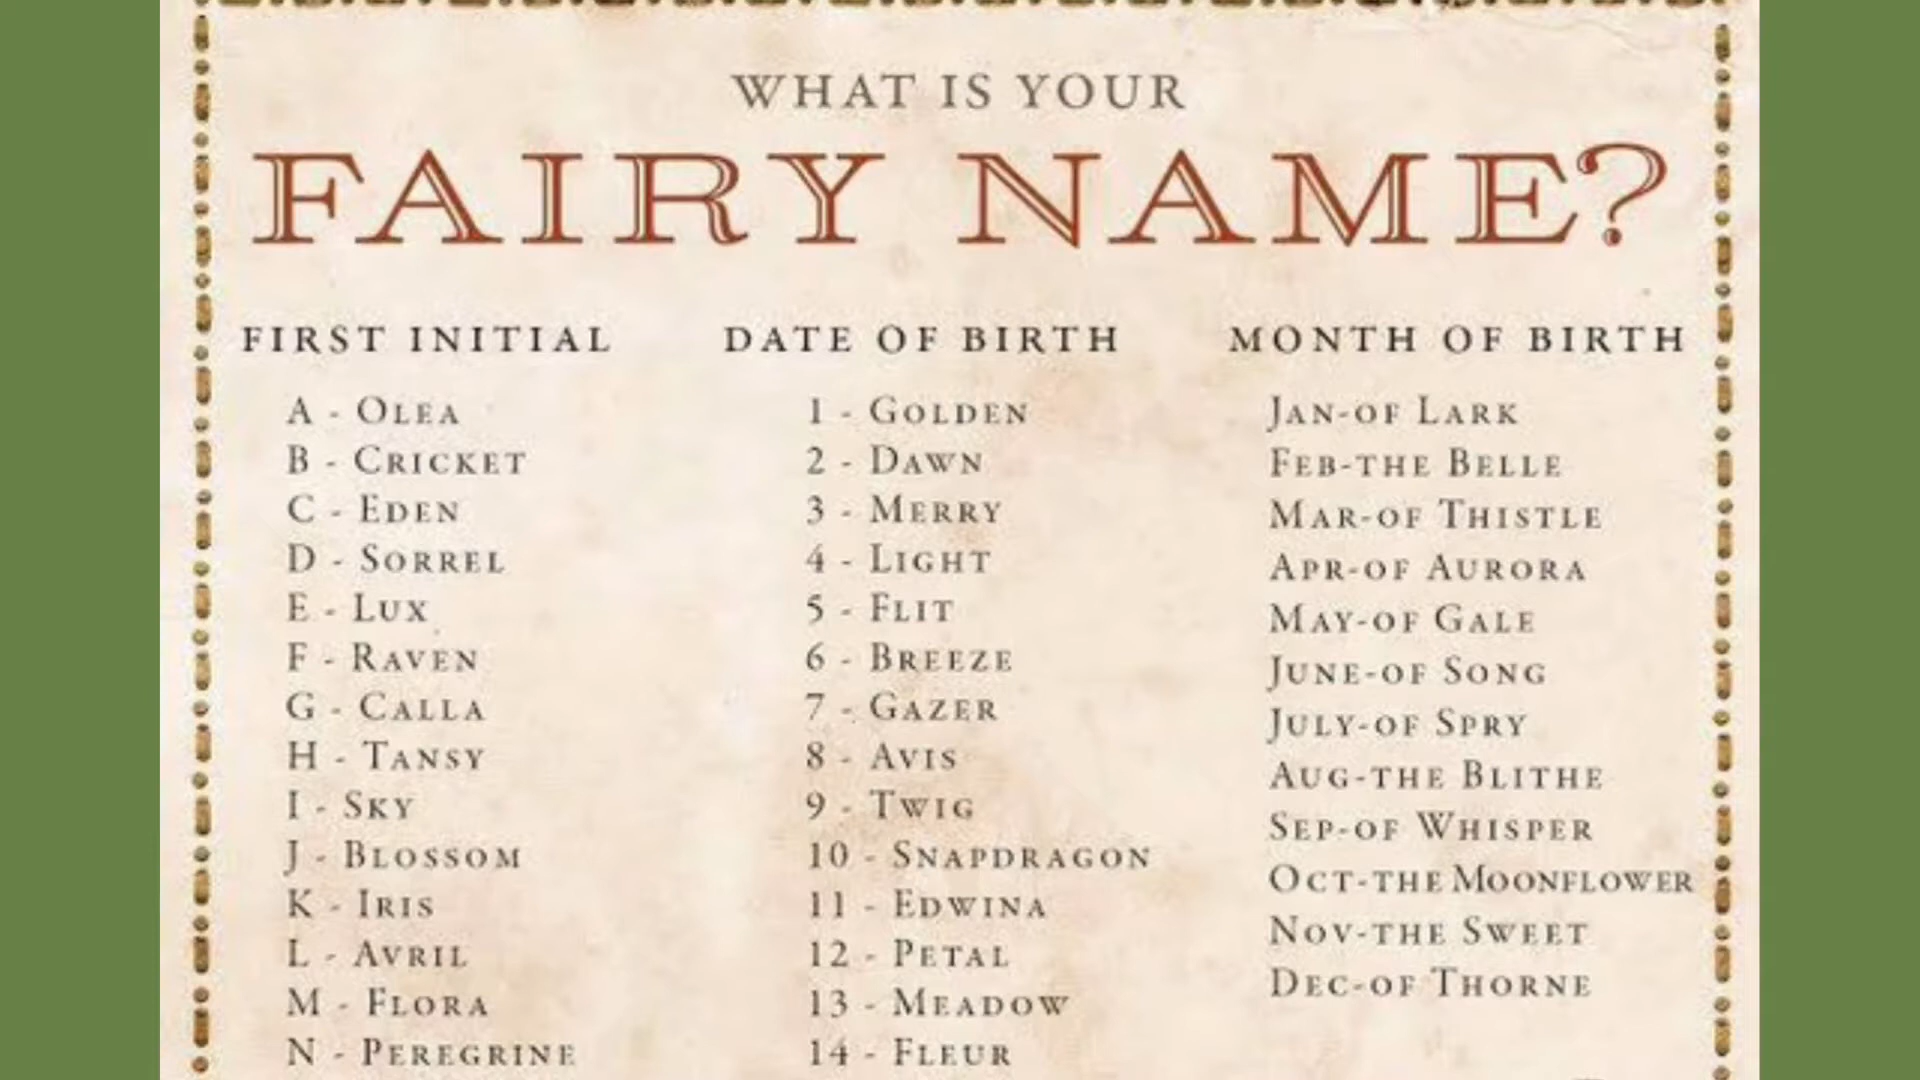 WHAT IS YOUR
FAIRY NAME?
FIRST INITIAL
A - OLEA
B - CRICKET
C - EDEN
D - SORREL
E - LUX
F - RAVEN
G - CALLA
H - TANSY
I - SKY
J - BLOSSOM
K - IRIS
L - AVRIL
M - FLORA
N - PEREGRINE
DATE OF BIRTH
1 - GOLDEN
2 - DAWN
3 - MERRY
4 - LIGHT
5 - FLIT
6 - BREEZE
7 - GAZER
8 - AVIS
9 - TWIG
10 - SNAPDRAGON
11 - EDWINA
12 - PETAL
13 - MEADOW
14 - FLEUR
MONTH OF BIRTH
JAN-OF LARK
FEB-THE BELLE
MAR-OF THISTLE
APR-OF AURORA
MAY-OF GALE
JUNE-OF SONG
JULY-OF SPRY
AUG-THE BLITHE
SEP-OF WHISPER
OCT-THE MOONFLOWER
NOV-THE SWEET
DEC-OF THORNE